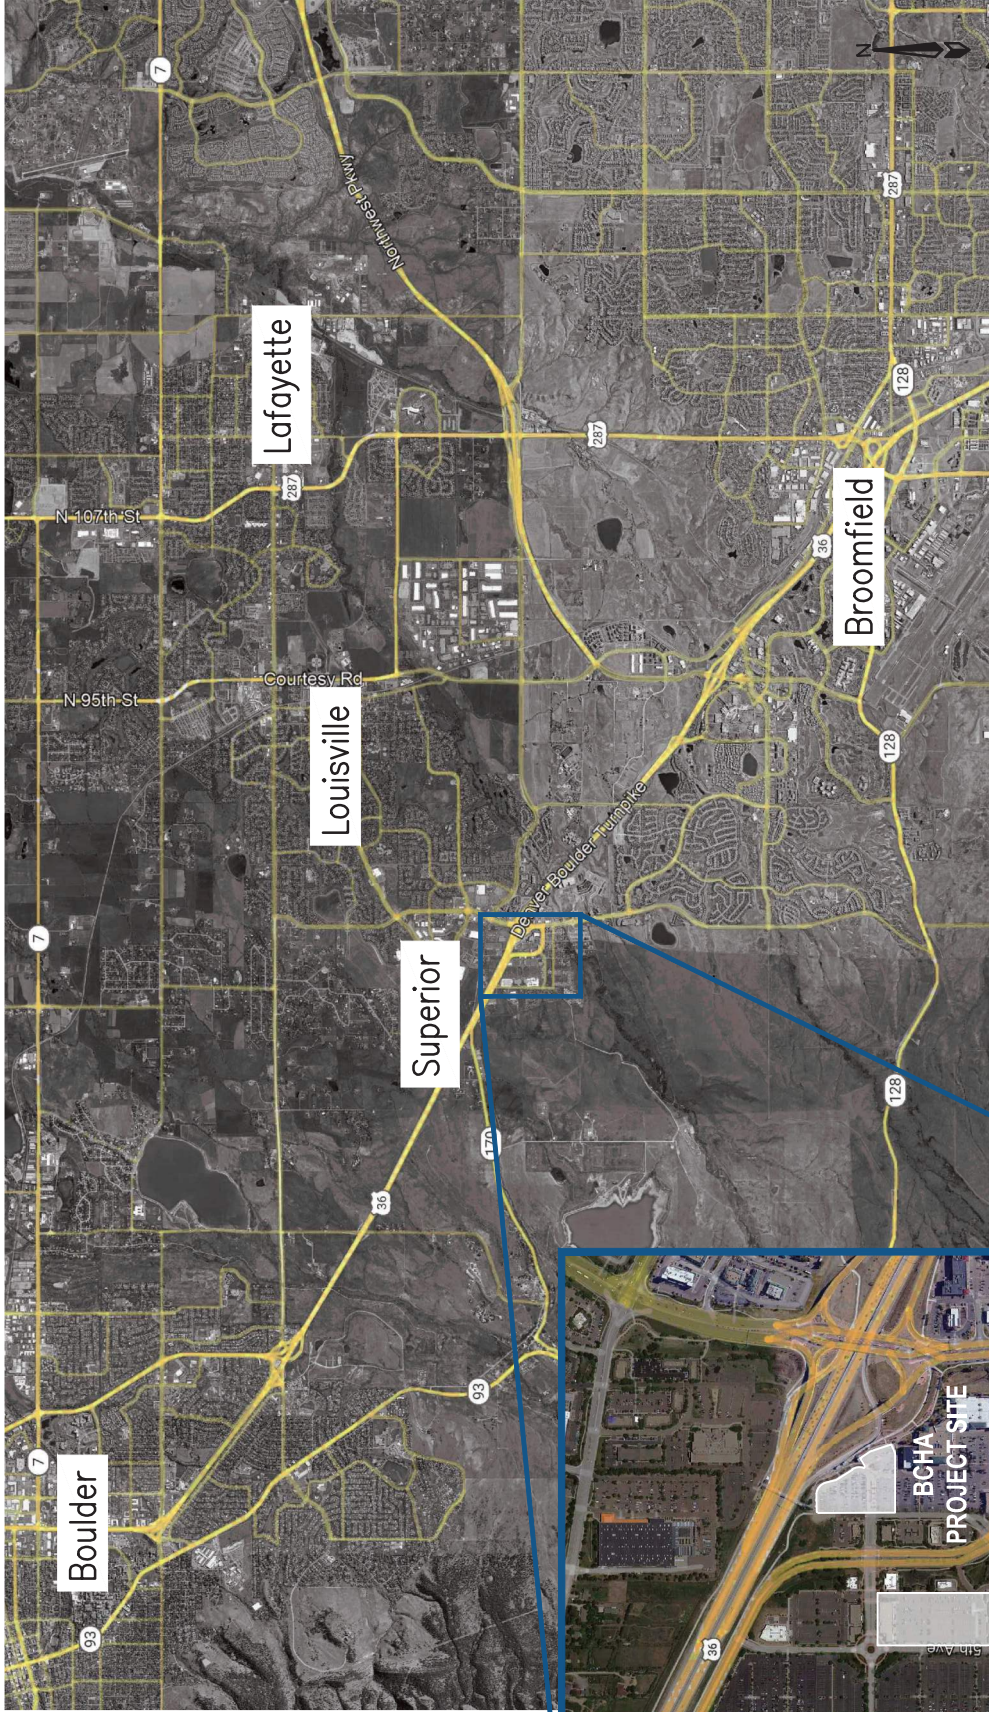 Boulder
Superior
Louisville
Lafayette
Broomfield
7
7
7
93
93
36
36
36
170
128
128
128
287
287
287
N 95th St
Courtesy Rd
N 107th St
Northwest Pkwy
Denver Boulder Turnpike
N
BCHA
PROJECT SITE
5th Ave